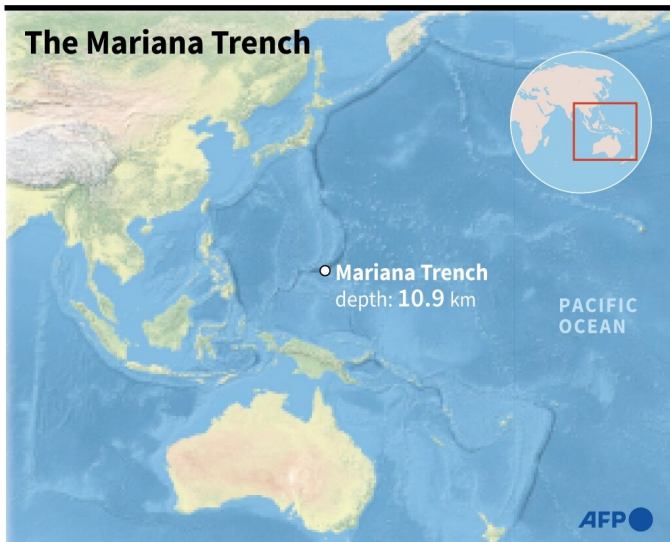 The Mariana Trench
Mariana Trench
depth: 10.9 km
PACIFIC
OCEAN
AFP